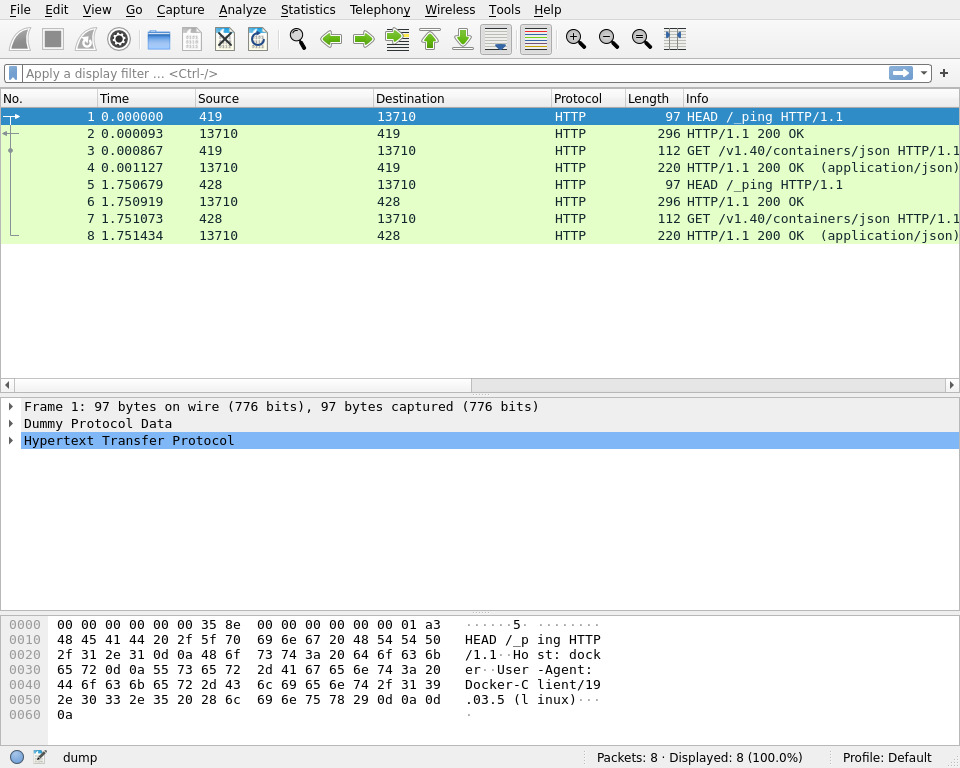 File Edit View Go Capture Analyze Statistics Telephony Wireless Tools Help
Apply a display filter ... <Ctrl-/>
No. Time Source Destination Protocol Length Info
1 0.000000 419 13710 HTTP 97 HEAD /_ping HTTP/1.1
2 0.000093 13710 419 HTTP 296 HTTP/1.1 200 OK
3 0.000867 419 13710 HTTP 112 GET /v1.40/containers/json HTTP/1.1
4 0.001127 13710 419 HTTP 220 HTTP/1.1 200 OK  (application/json)
5 1.750679 428 13710 HTTP 97 HEAD /_ping HTTP/1.1
6 1.750919 13710 428 HTTP 296 HTTP/1.1 200 OK
7 1.751073 428 13710 HTTP 112 GET /v1.40/containers/json HTTP/1.1
8 1.751434 13710 428 HTTP 220 HTTP/1.1 200 OK  (application/json)
Frame 1: 97 bytes on wire (776 bits), 97 bytes captured (776 bits)
Dummy Protocol Data
Hypertext Transfer Protocol
0000 00 00 00 00 00 00 35 8e  00 00 00 00 00 00 01 a3 ······5· ········
0010 48 45 41 44 20 2f 5f 70  69 6e 67 20 48 54 54 50 HEAD /_p ing HTTP
0020 2f 31 2e 31 0d 0a 48 6f  73 74 3a 20 64 6f 63 6b /1.1··Ho st: dock
0030 65 72 0d 0a 55 73 65 72  2d 41 67 65 6e 74 3a 20 er··User -Agent:
0040 44 6f 63 6b 65 72 2d 43  6c 69 65 6e 74 2f 31 39 Docker-C lient/19
0050 2e 30 33 2e 35 20 28 6c  69 6e 75 78 29 0d 0a 0d .03.5 (l inux)···
0060 0a ·
dump Packets: 8 · Displayed: 8 (100.0%) Profile: Default